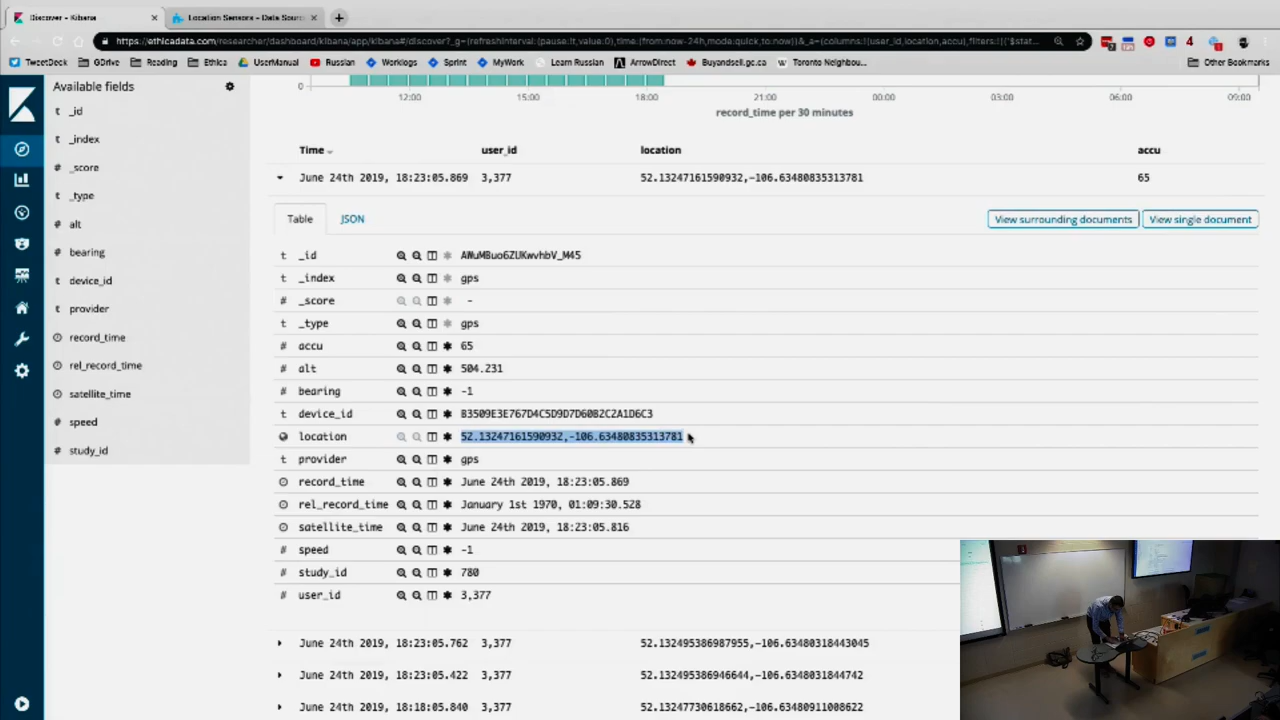 Discover - Kibana
Location Sensors - Data Sourc
https://ethicadata.com/researcher/dashboard/kibana/app/kibana#/discover?_g=(refreshInterval:(pause:!t,value:0),time:(from:now-24h,mode:quick,to:now))&_a=(columns:!(user_id,location,accu),filters:!(('$stat...
TweetDeck GDrive Reading Ethica UserManual Russian Worklogs Sprint MyWork Learn Russian ArrowDirect Buyandsell.gc.ca Toronto Neighbou... Other Bookmarks
Available fields
t _id
t _index
# _score
t _type
# alt
# bearing
t device_id
t provider
record_time
rel_record_time
satellite_time
# speed
# study_id
0
12:00 15:00 18:00 21:00 00:00 03:00 06:00 09:00
record_time per 30 minutes
Time user_id location accu
June 24th 2019, 18:23:05.869 3,377 52.13247161590932,-106.63480835313781 65
Table JSON View surrounding documents View single document
t _id AWuMBuo6ZUKwvhbV_M45
t _index gps
# _score -
t _type gps
# accu 65
# alt 504.231
# bearing -1
t device_id B3509E3E767D4C5D9D7D60B2C2A1D6C3
location 52.13247161590932,-106.63480835313781
t provider gps
record_time June 24th 2019, 18:23:05.869
rel_record_time January 1st 1970, 01:09:30.528
satellite_time June 24th 2019, 18:23:05.816
# speed -1
# study_id 780
# user_id 3,377
June 24th 2019, 18:23:05.762 3,377 52.132495386987955,-106.63480318443045
June 24th 2019, 18:23:05.422 3,377 52.132495386946644,-106.6348031844742
June 24th 2019, 18:18:05.840 3,377 52.13247730618662,-106.63480911008622